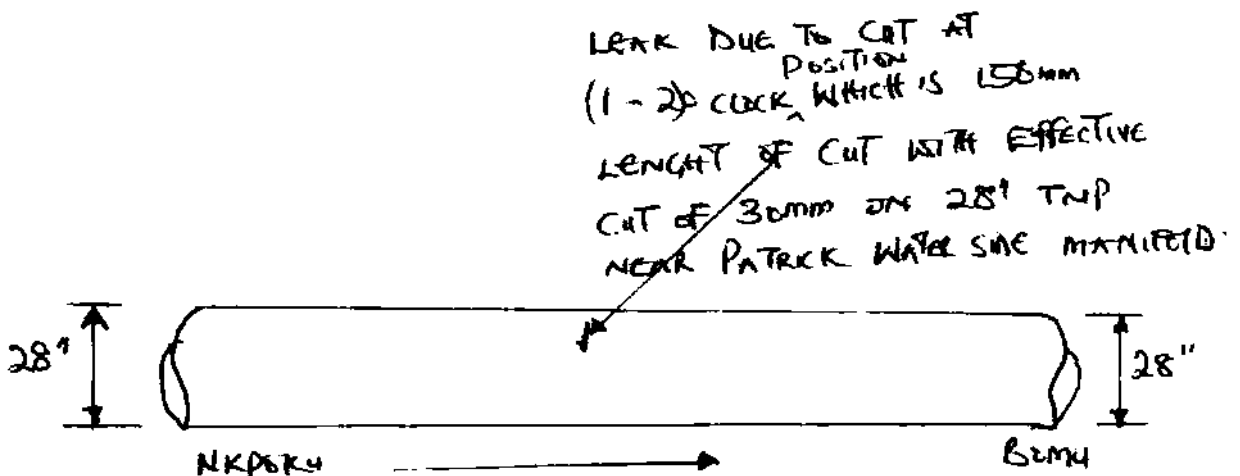 LEAK DUE TO CUT AT
POSITION
(1 - 2)O CLOCK ^ WHICH IS 150mm
LENGHT OF CUT WITH EFFECTIVE
CUT OF 30mm ON 28" TNP
NEAR PATRICK WATER SIDE MANIFOLD.
28"
28"
NKPOKU
BOMU